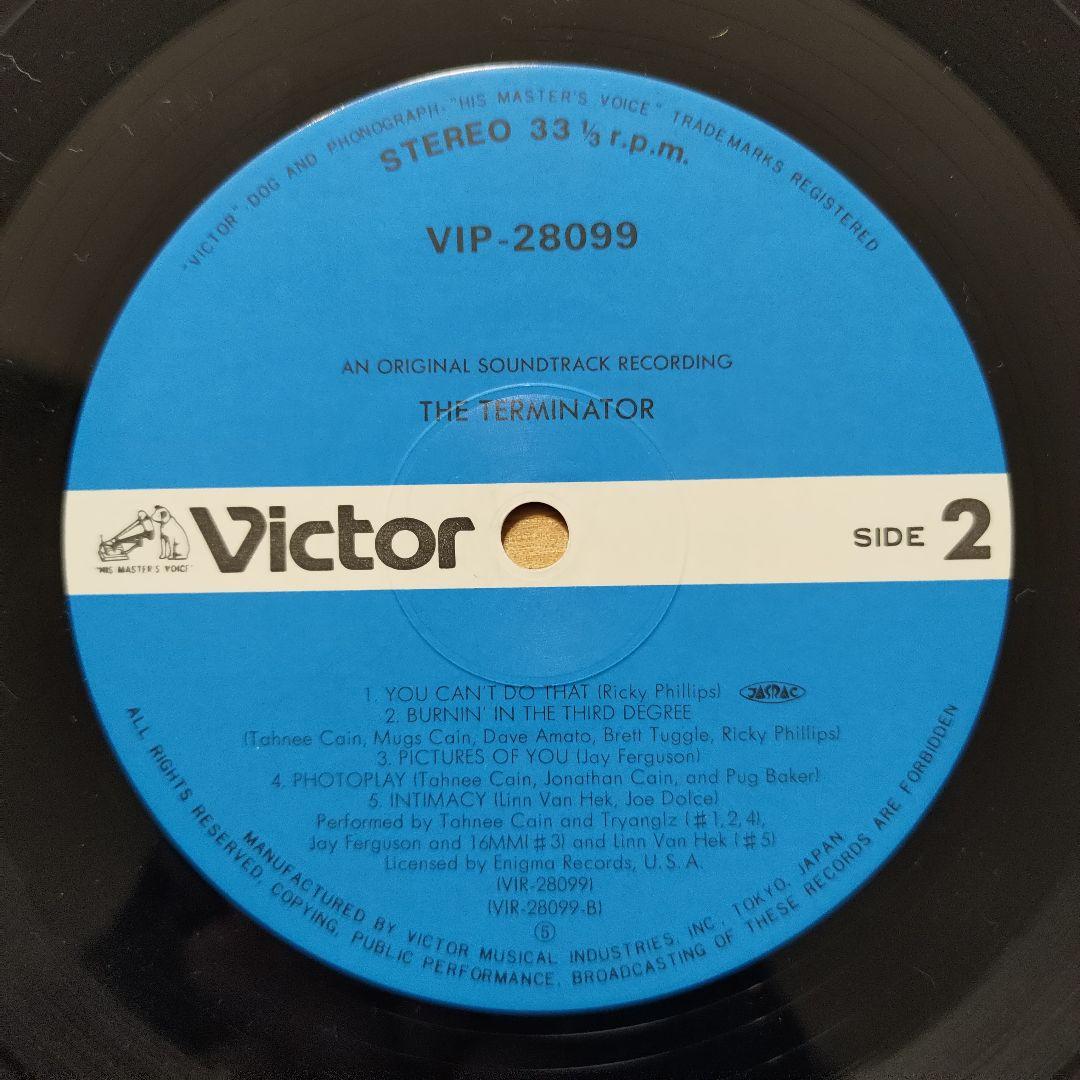 "VICTOR", DOG AND PHONOGRAPH-"HIS MASTER'S VOICE" TRADEMARKS REGISTERED
STEREO 33 ⅓ r.p.m.
VIP-28099
AN ORIGINAL SOUNDTRACK RECORDING
THE TERMINATOR
Victor
"HIS MASTER'S VOICE"
SIDE 2
1. YOU CAN'T DO THAT (Ricky Phillips) JASRAC
2. BURNIN' IN THE THIRD DEGREE
(Tahnee Cain, Mugs Cain, Dave Amato, Brett Tuggle, Ricky Phillips)
3. PICTURES OF YOU (Jay Ferguson)
4. PHOTOPLAY (Tahnee Cain, Jonathan Cain, and Pug Baker)
5. INTIMACY (Linn Van Hek, Joe Dolce)
Performed by Tahnee Cain and Tryanglz (#1,2,4),
Jay Ferguson and 16MM(#3) and Linn Van Hek (#5)
Licensed by Enigma Records, U.S.A.
(VIR-28099)
(VIR-28099-B)
⑤
MANUFACTURED BY VICTOR MUSICAL INDUSTRIES, INC., TOKYO, JAPAN
ALL RIGHTS RESERVED, COPYING, PUBLIC PERFORMANCE, BROADCASTING OF THESE RECORDS ARE FORBIDDEN